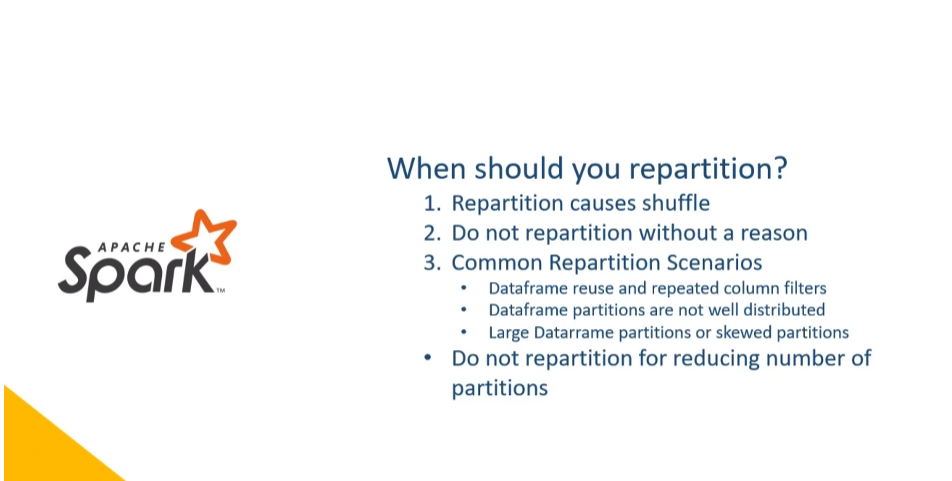 When should you repartition?
1. Repartition causes shuffle
2. Do not repartition without a reason
3. Common Repartition Scenarios
• Dataframe reuse and repeated column filters
• Dataframe partitions are not well distributed
• Large Datarrame partitions or skewed partitions
• Do not repartition for reducing number of
partitions
APACHE
Spark™